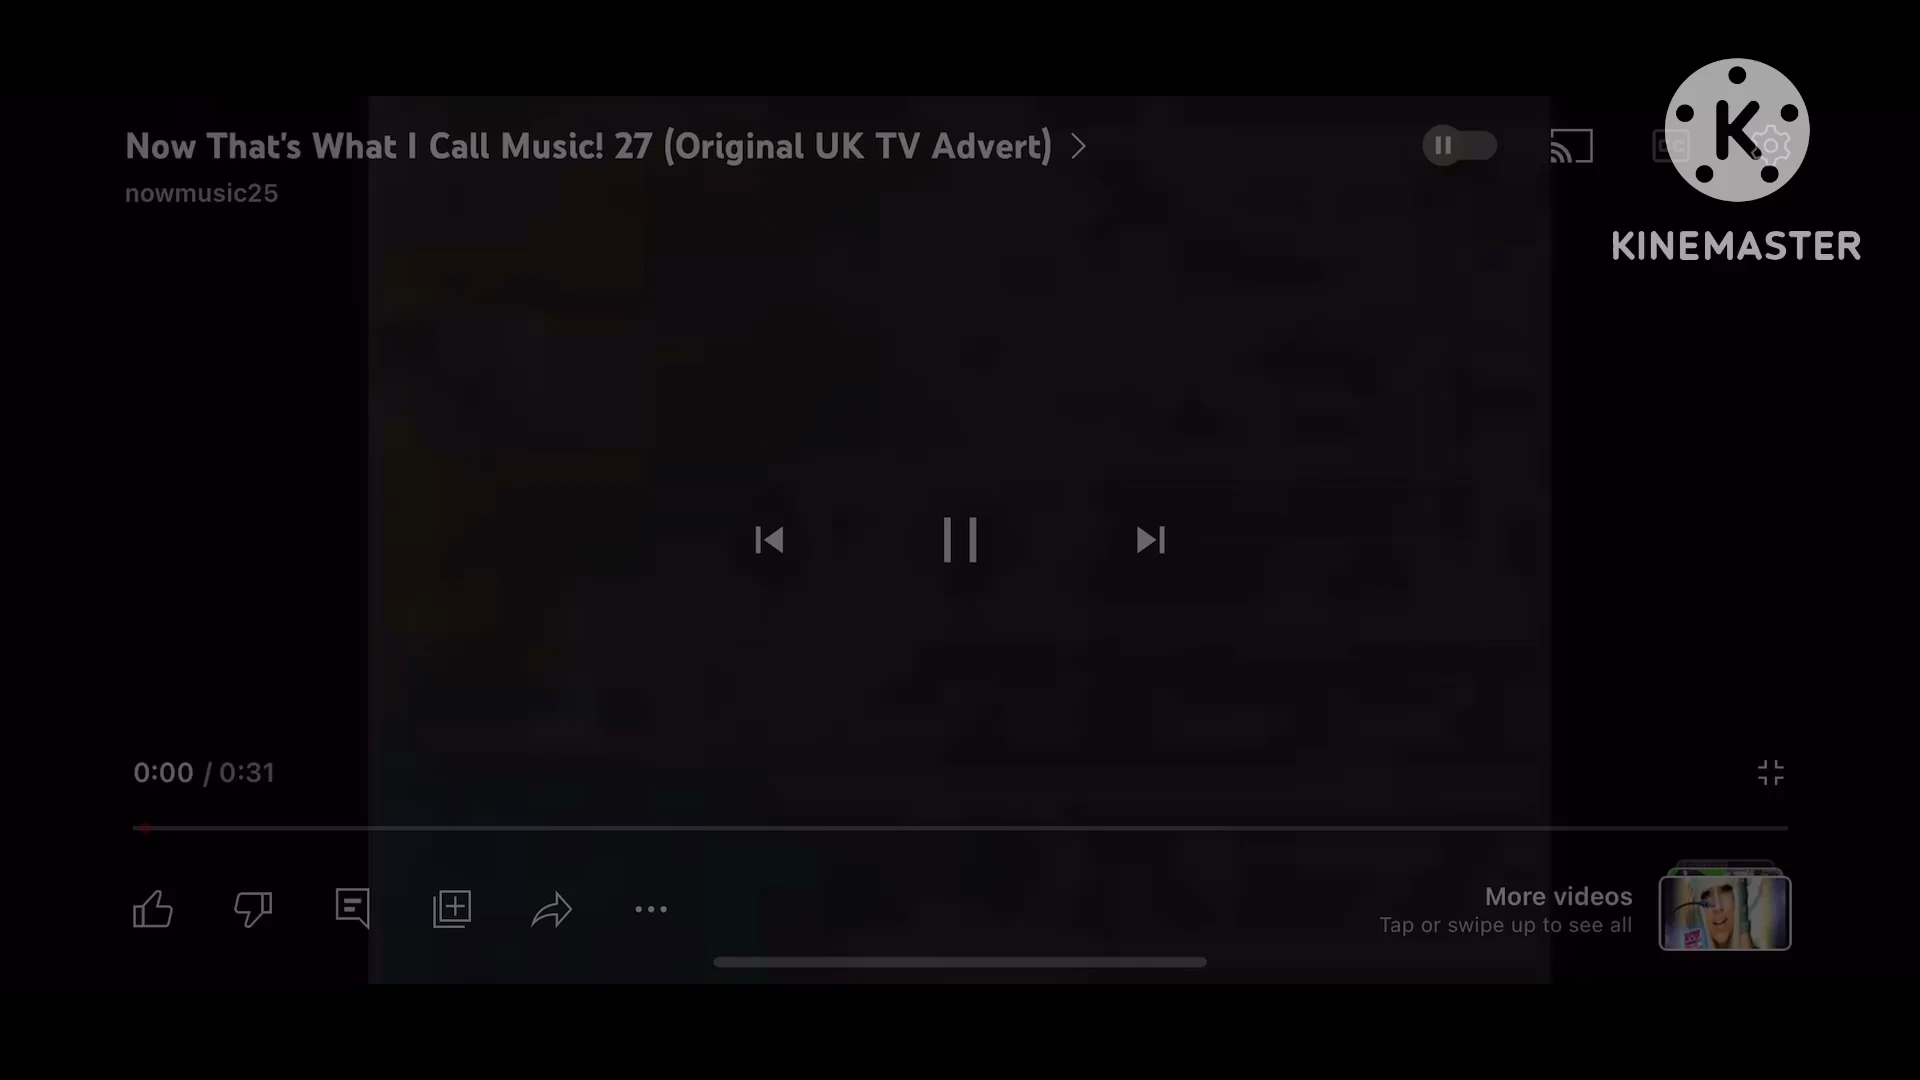 Now That's What I Call Music! 27 (Original UK TV Advert)
nowmusic25
CC
K
KINEMASTER
0:00 / 0:31
More videos
Tap or swipe up to see all